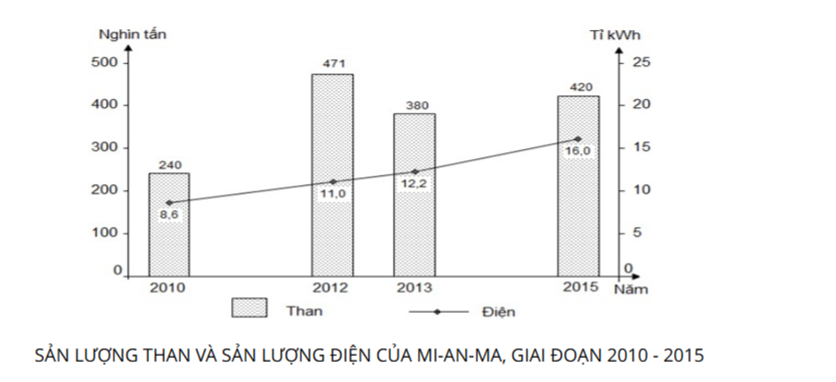 Nghìn tấn Tỉ kWh
500 471 25
400 380 420 20
300 240 16,0 15
200 8,6 11,0 12,2 10
100 5
0 0
2010 2012 2013 2015 Năm
Than Điện
SẢN LƯỢNG THAN VÀ SẢN LƯỢNG ĐIỆN CỦA MI-AN-MA, GIAI ĐOẠN 2010 - 2015